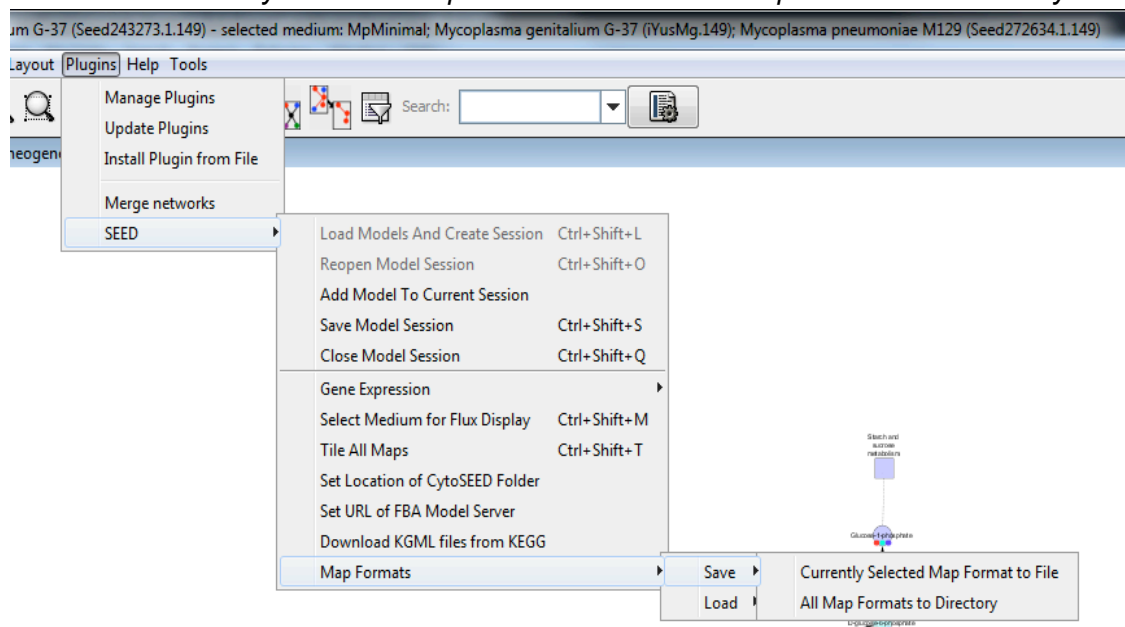 um G-37 (Seed243273.1.149) - selected medium: MpMinimal; Mycoplasma genitalium G-37 (iYusMg.149); Mycoplasma pneumoniae M129 (Seed272634.1.149)
Layout Plugins Help Tools
Manage Plugins
Search:
Update Plugins
Install Plugin from File
Merge networks
SEED
Load Models And Create Session Ctrl+Shift+L
Reopen Model Session Ctrl+Shift+O
Add Model To Current Session
Save Model Session Ctrl+Shift+S
Close Model Session Ctrl+Shift+Q
Gene Expression
Select Medium for Flux Display Ctrl+Shift+M
Tile All Maps Ctrl+Shift+T
Set Location of CytoSEED Folder
Set URL of FBA Model Server
Download KGML files from KEGG
Map Formats
Starch and
sucrose
metabolism
Glucose-1-phosphate
Save Currently Selected Map Format to File
Load All Map Formats to Directory